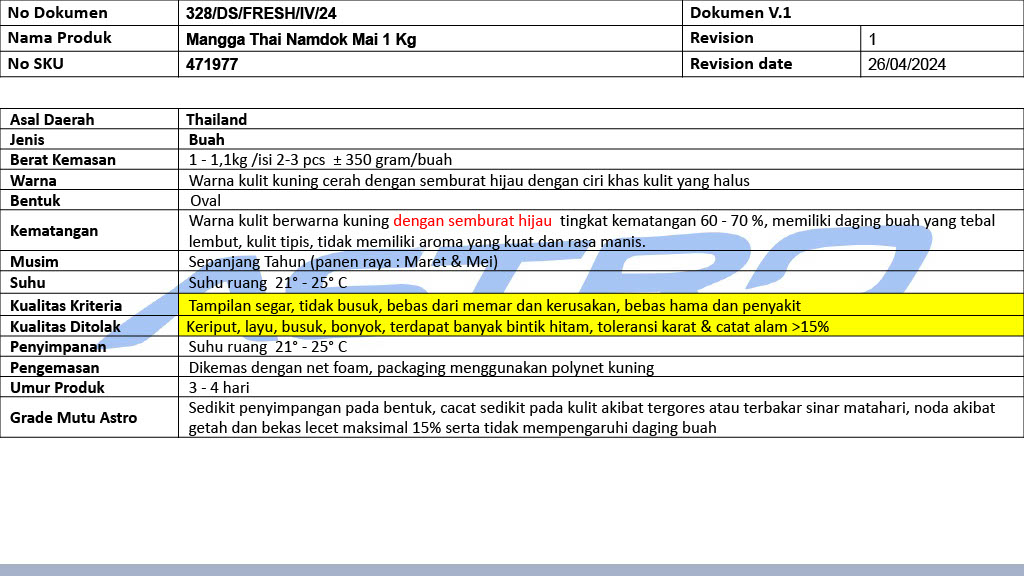 No Dokumen 328/DS/FRESH/IV/24 Dokumen V.1
Nama Produk Mangga Thai Namdok Mai 1 Kg Revision 1
No SKU 471977 Revision date 26/04/2024
Asal Daerah Thailand
Jenis Buah
Berat Kemasan 1 - 1,1kg /isi 2-3 pcs ± 350 gram/buah
Warna Warna kulit kuning cerah dengan semburat hijau dengan ciri khas kulit yang halus
Bentuk Oval
Kematangan Warna kulit berwarna kuning dengan semburat hijau tingkat kematangan 60 - 70 %, memiliki daging buah yang tebal
lembut, kulit tipis, tidak memiliki aroma yang kuat dan rasa manis.
Musim Sepanjang Tahun (panen raya : Maret & Mei)
Suhu Suhu ruang 21° - 25° C
Kualitas Kriteria Tampilan segar, tidak busuk, bebas dari memar dan kerusakan, bebas hama dan penyakit
Kualitas Ditolak Keriput, layu, busuk, bonyok, terdapat banyak bintik hitam, toleransi karat & catat alam >15%
Penyimpanan Suhu ruang 21° - 25° C
Pengemasan Dikemas dengan net foam, packaging menggunakan polynet kuning
Umur Produk 3 - 4 hari
Grade Mutu Astro Sedikit penyimpangan pada bentuk, cacat sedikit pada kulit akibat tergores atau terbakar sinar matahari, noda akibat
getah dan bekas lecet maksimal 15% serta tidak mempengaruhi daging buah
ASTRO